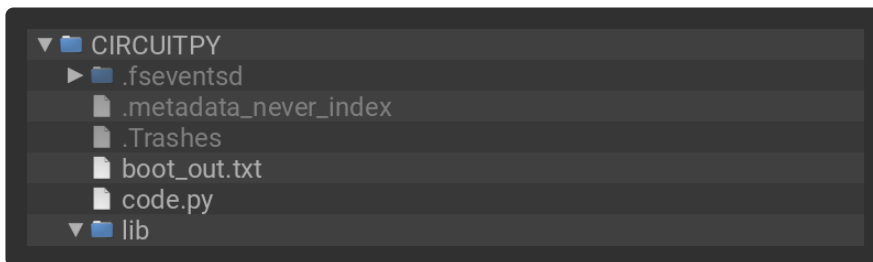 CIRCUITPY
.fseventsd
.metadata_never_index
.Trashes
boot_out.txt
code.py
lib